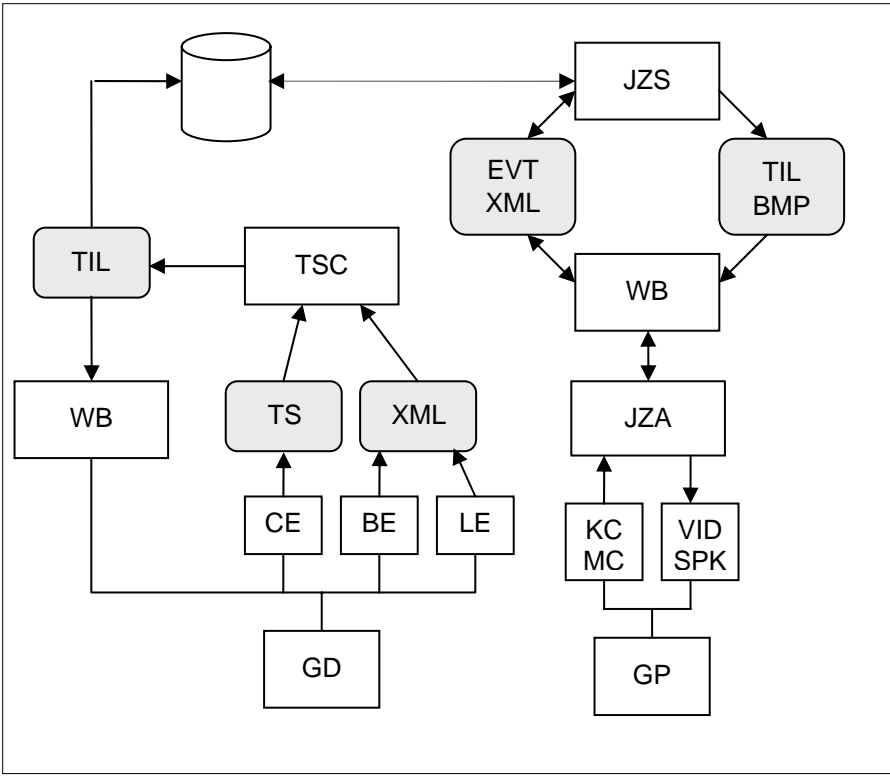 JZS
EVT
XML
TIL
BMP
TIL
TSC
WB
WB
TS
XML
JZA
CE
BE
LE
KC
MC
VID
SPK
GD
GP